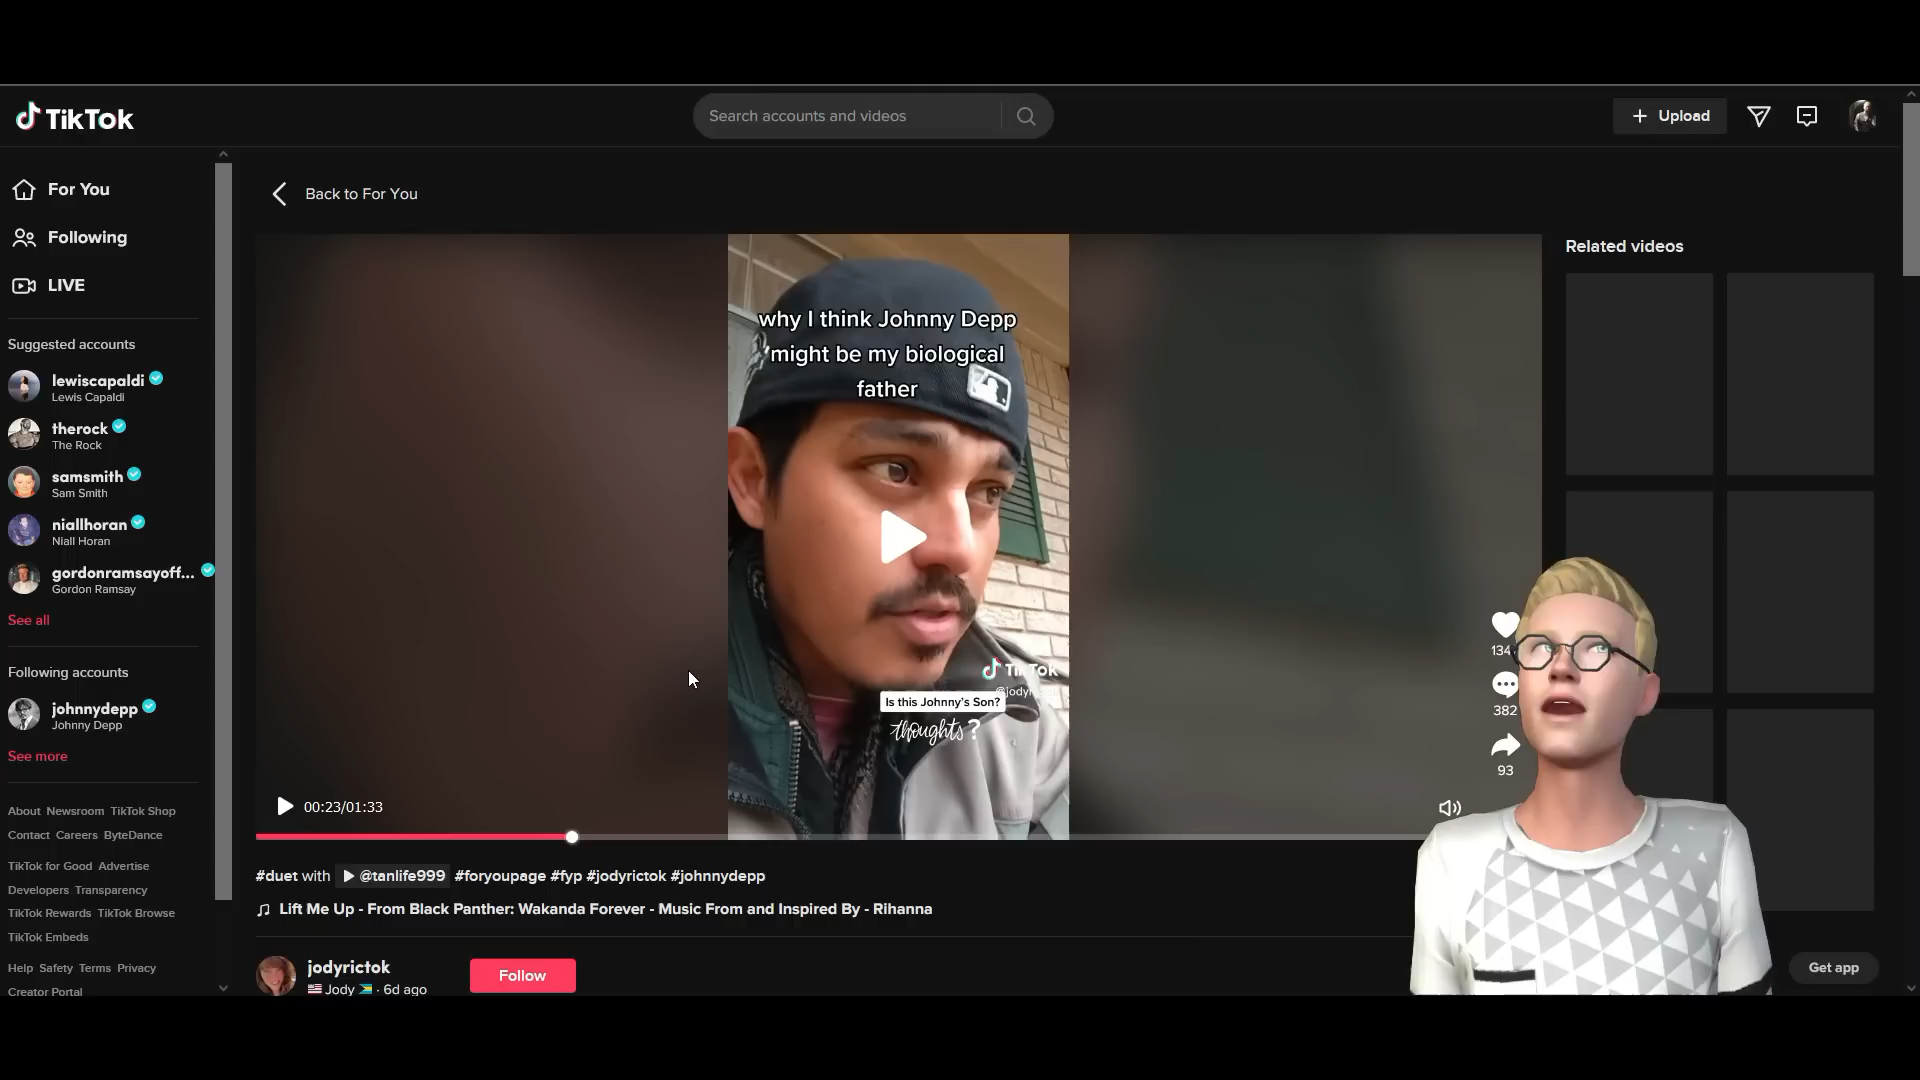 TikTok
Search accounts and videos
Upload
For You
Following
LIVE
Suggested accounts
lewiscapaldi
Lewis Capaldi
therock
The Rock
samsmith
Sam Smith
niallhoran
Niall Horan
gordonramsayoff...
Gordon Ramsay
See all
Following accounts
johnnydepp
Johnny Depp
See more
About Newsroom TikTok Shop
Contact Careers ByteDance
TikTok for Good Advertise
Developers Transparency
TikTok Rewards TikTok Browse
TikTok Embeds
Help Safety Terms Privacy
Creator Portal
Back to For You
why I think Johnny Depp
might be my biological
father
TikTok
Is this Johnny's Son?
thoughts?
00:23/01:33
134
382
93
#duet with @tanlife999 #foryoupage #fyp #jodyrictok #johnnydepp
Lift Me Up - From Black Panther: Wakanda Forever - Music From and Inspired By - Rihanna
jodyrictok
Jody · 6d ago
Follow
Related videos
Get app